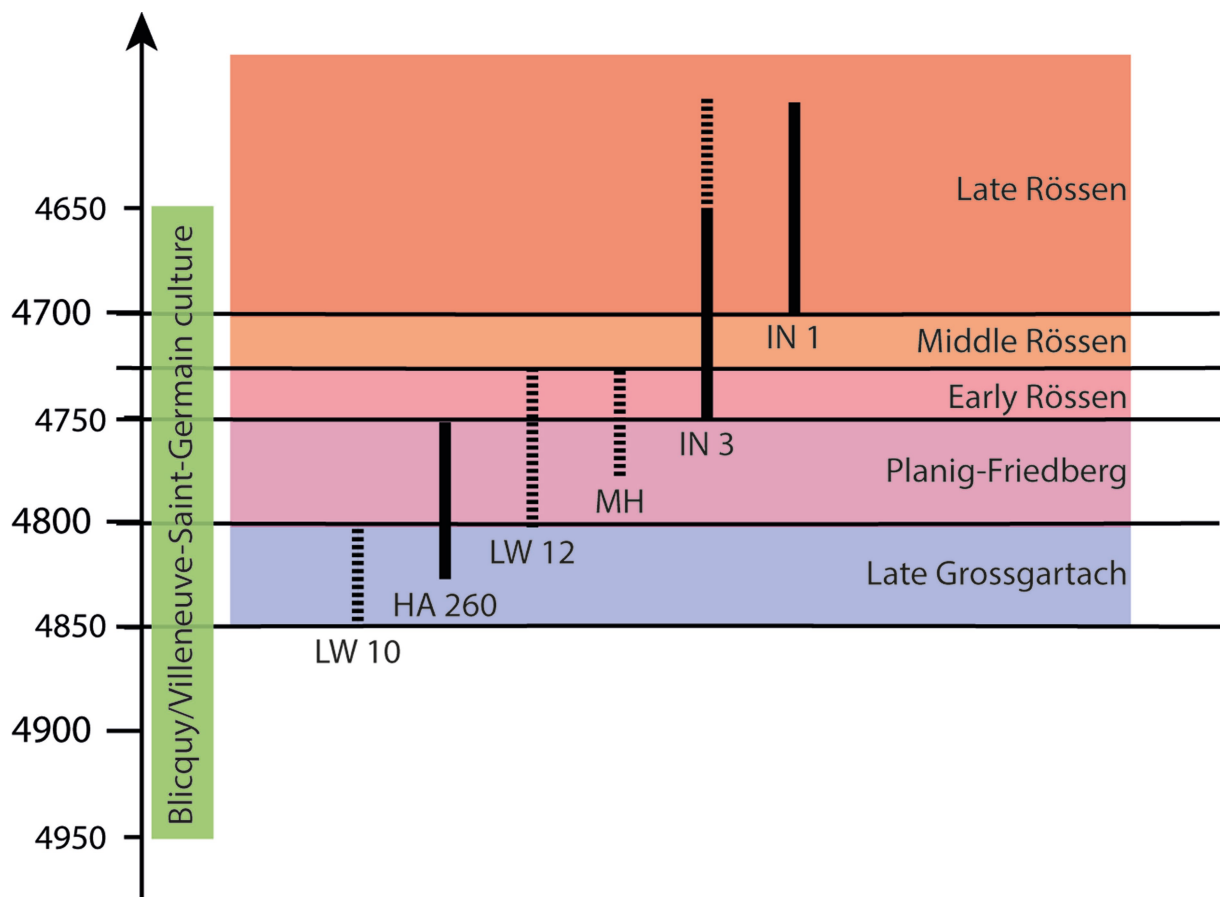 4650
4700
4750
4800
4850
4900
4950
Blicquy/Villeneuve-Saint-Germain culture
Late Rössen
Middle Rössen
Early Rössen
Planig-Friedberg
Late Grossgartach
IN 1
IN 3
MH
LW 12
HA 260
LW 10